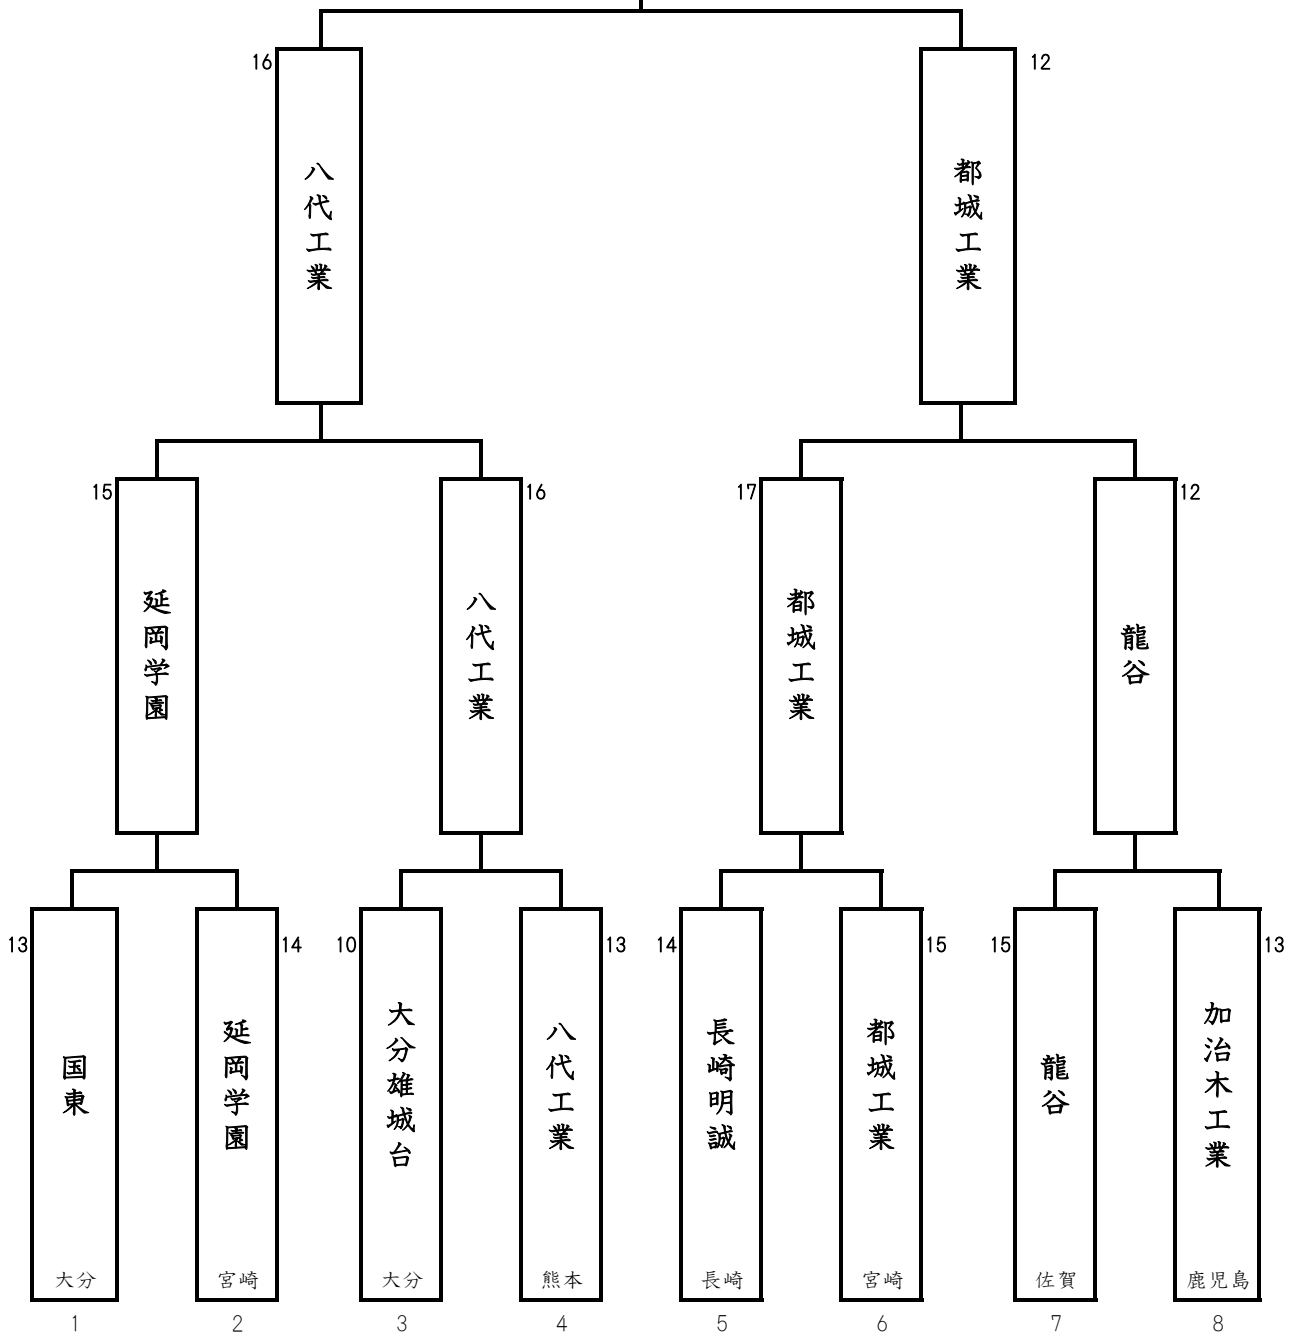 16
八代工業
都城工業
12
15
延岡学園
八代工業
16
17
都城工業
龍谷
12
13
国東
延岡学園
14
10
大分雄城台
八代工業
13
14
長崎明誠
都城工業
15
15
龍谷
加治木工業
13
大分
宮崎
大分
熊本
長崎
宮崎
佐賀
鹿児島
1
2
3
4
5
6
7
8